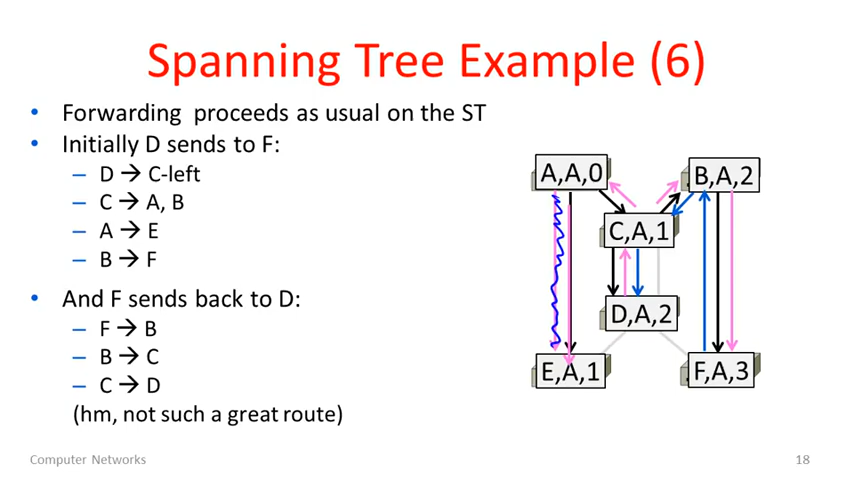 Spanning Tree Example (6)
• Forwarding proceeds as usual on the ST
• Initially D sends to F:
– D → C-left
– C → A, B
– A → E
– B → F
• And F sends back to D:
– F → B
– B → C
– C → D
(hm, not such a great route)
A,A,0
B,A,2
C,A,1
D,A,2
E,A,1
F,A,3
Computer Networks
18